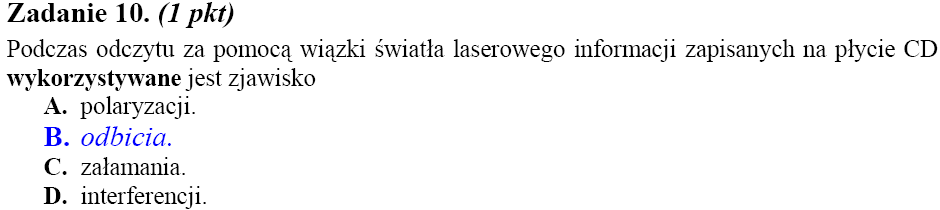 Zadanie 10. (1 pkt)
Podczas odczytu za pomocą wiązki światła laserowego informacji zapisanych na płycie CD
wykorzystywane jest zjawisko
A. polaryzacji.
B. odbicia.
C. załamania.
D. interferencji.